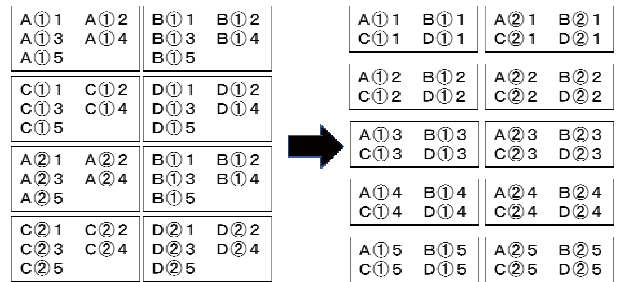 A①1 A①2 B①1 B①2
A①3 A①4 B①3 B①4
A①5 B①5
C①1 C①2 D①1 D①2
C①3 C①4 D①3 D①4
C①5 D①5
A②1 A②2 B①1 B①2
A②3 A②4 B①3 B①4
A②5 B①5
C②1 C②2 D②1 D②2
C②3 C②4 D②3 D②4
C②5 D②5
A①1 B①1 A②1 B②1
C①1 D①1 C②1 D②1
A①2 B①2 A②2 B②2
C①2 D①2 C②2 D②2
A①3 B①3 A②3 B②3
C①3 D①3 C②3 D②3
A①4 B①4 A②4 B②4
C①4 D①4 C②4 D②4
A①5 B①5 A②5 B②5
C①5 D①5 C②5 D②5